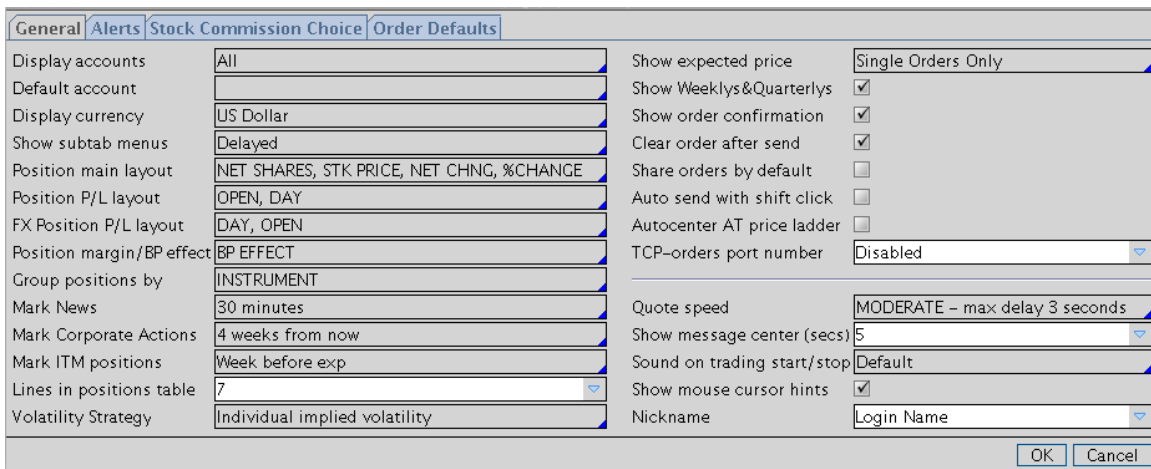 General Alerts Stock Commission Choice Order Defaults
Display accounts All
Default account
Display currency US Dollar
Show subtab menus Delayed
Position main layout NET SHARES, STK PRICE, NET CHNG, %CHANGE
Position P/L layout OPEN, DAY
FX Position P/L layout DAY, OPEN
Position margin/BP effect BP EFFECT
Group positions by INSTRUMENT
Mark News 30 minutes
Mark Corporate Actions 4 weeks from now
Mark ITM positions Week before exp
Lines in positions table 7
Volatility Strategy Individual implied volatility
Show expected price Single Orders Only
Show Weeklys&Quarterlys
Show order confirmation
Clear order after send
Share orders by default
Auto send with shift click
Autocenter AT price ladder
TCP-orders port number Disabled
Quote speed MODERATE - max delay 3 seconds
Show message center (secs) 5
Sound on trading start/stop Default
Show mouse cursor hints
Nickname Login Name
OK Cancel